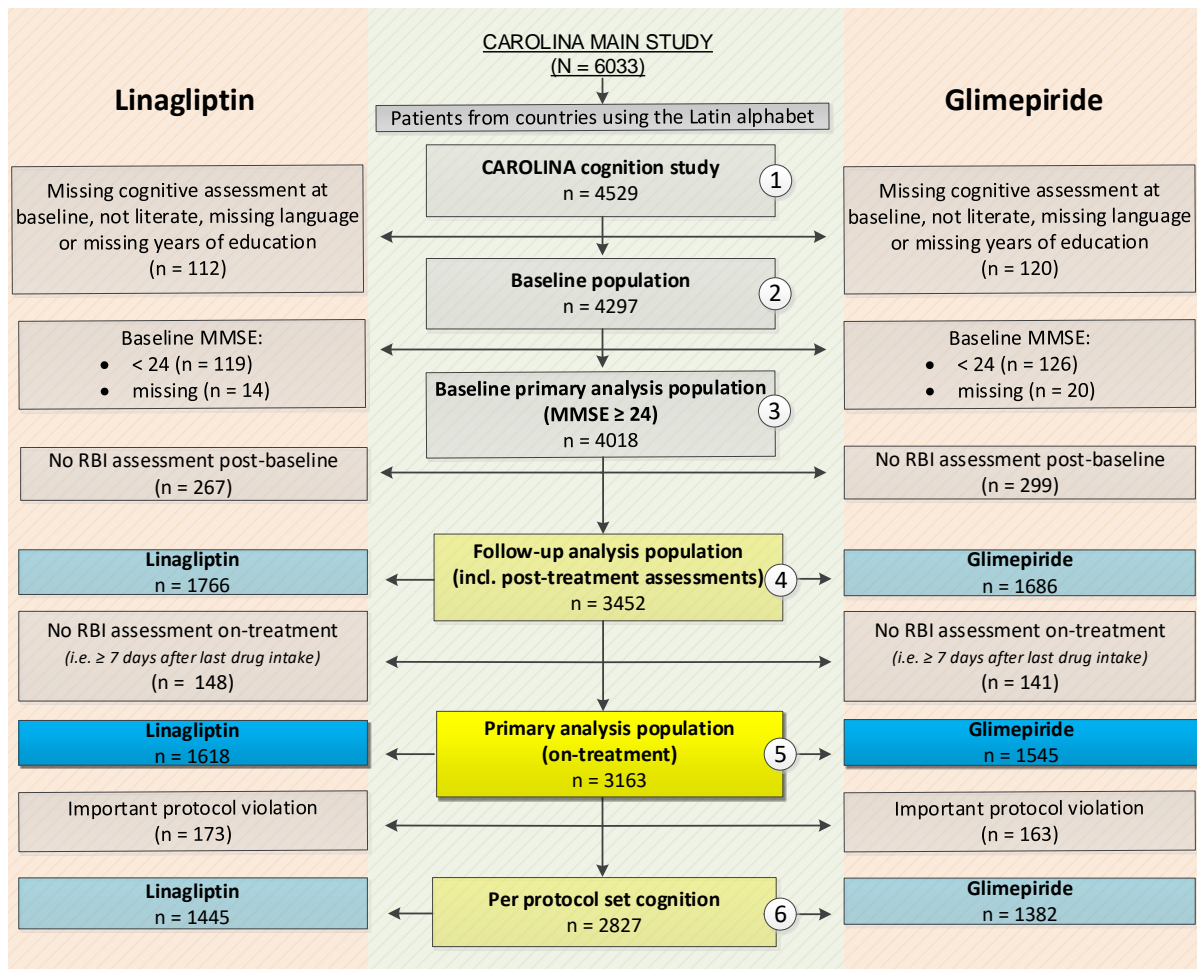 CAROLINA MAIN STUDY
(N = 6033)
Linagliptin
Glimepiride
Patients from countries using the Latin alphabet
CAROLINA cognition study
n = 4529
1
Missing cognitive assessment at
baseline, not literate, missing language
or missing years of education
(n = 112)
Missing cognitive assessment at
baseline, not literate, missing language
or missing years of education
(n = 120)
Baseline population
n = 4297
2
Baseline MMSE:
• < 24 (n = 119)
• missing (n = 14)
Baseline MMSE:
• < 24 (n = 126)
• missing (n = 20)
Baseline primary analysis population
(MMSE ≥ 24)
n = 4018
3
No RBI assessment post-baseline
(n = 267)
No RBI assessment post-baseline
(n = 299)
Linagliptin
n = 1766
Follow-up analysis population
(incl. post-treatment assessments)
n = 3452
4
Glimepiride
n = 1686
No RBI assessment on-treatment
(i.e. ≥ 7 days after last drug intake)
(n =  148)
No RBI assessment on-treatment
(i.e. ≥ 7 days after last drug intake)
(n = 141)
Linagliptin
n = 1618
Primary analysis population
(on-treatment)
n = 3163
5
Glimepiride
n = 1545
Important protocol violation
(n = 173)
Important protocol violation
(n = 163)
Linagliptin
n = 1445
Per protocol set cognition
n = 2827
6
Glimepiride
n = 1382